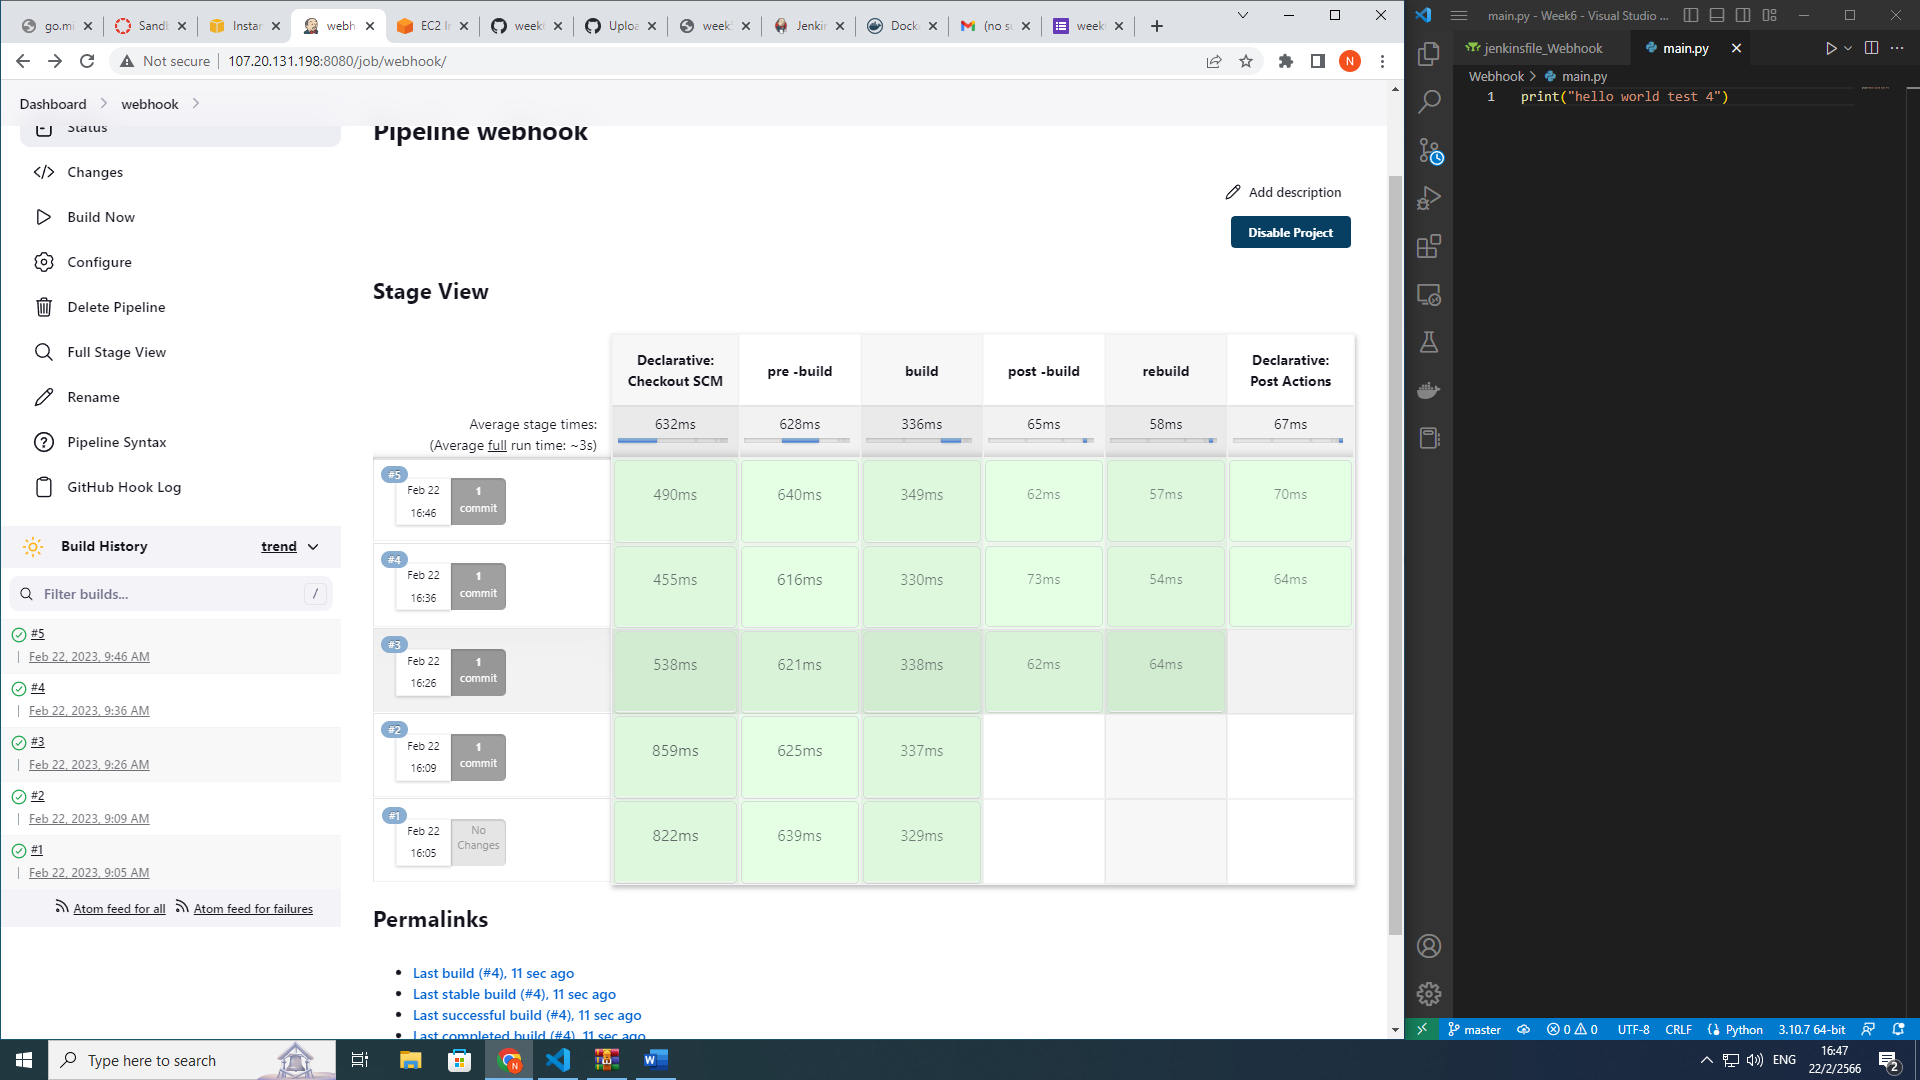 go.mi
Sandb
Instar
webh
EC2 In
week
Uploa
week
Jenkin
Docke
(no su
week
Not secure
107.20.131.198:8080/job/webhook/
Dashboard
webhook
Status
Changes
Build Now
Configure
Delete Pipeline
Full Stage View
Rename
Pipeline Syntax
GitHub Hook Log
Build History
trend
Filter builds...
/
#5
Feb 22, 2023, 9:46 AM
#4
Feb 22, 2023, 9:36 AM
#3
Feb 22, 2023, 9:26 AM
#2
Feb 22, 2023, 9:09 AM
#1
Feb 22, 2023, 9:05 AM
Atom feed for all
Atom feed for failures
Pipeline webhook
Add description
Disable Project
Stage View
Declarative: Checkout SCM
pre -build
build
post -build
rebuild
Declarative: Post Actions
Average stage times:
(Average full run time: ~3s)
632ms
628ms
336ms
65ms
58ms
67ms
#5
Feb 22
16:46
1
commit
490ms
640ms
349ms
62ms
57ms
70ms
#4
Feb 22
16:36
1
commit
455ms
616ms
330ms
73ms
54ms
64ms
#3
Feb 22
16:26
1
commit
538ms
621ms
338ms
62ms
64ms
#2
Feb 22
16:09
1
commit
859ms
625ms
337ms
#1
Feb 22
16:05
No
Changes
822ms
639ms
329ms
Permalinks
Last build (#4), 11 sec ago
Last stable build (#4), 11 sec ago
Last successful build (#4), 11 sec ago
Last completed build (#4), 11 sec ago
main.py - Week6 - Visual Studio ...
jenkinsfile_Webhook
main.py
Webhook
main.py
1
print("hello world test 4")
master
0
0
UTF-8
CRLF
Python
3.10.7 64-bit
Type here to search
ENG
16:47
22/2/2566
2